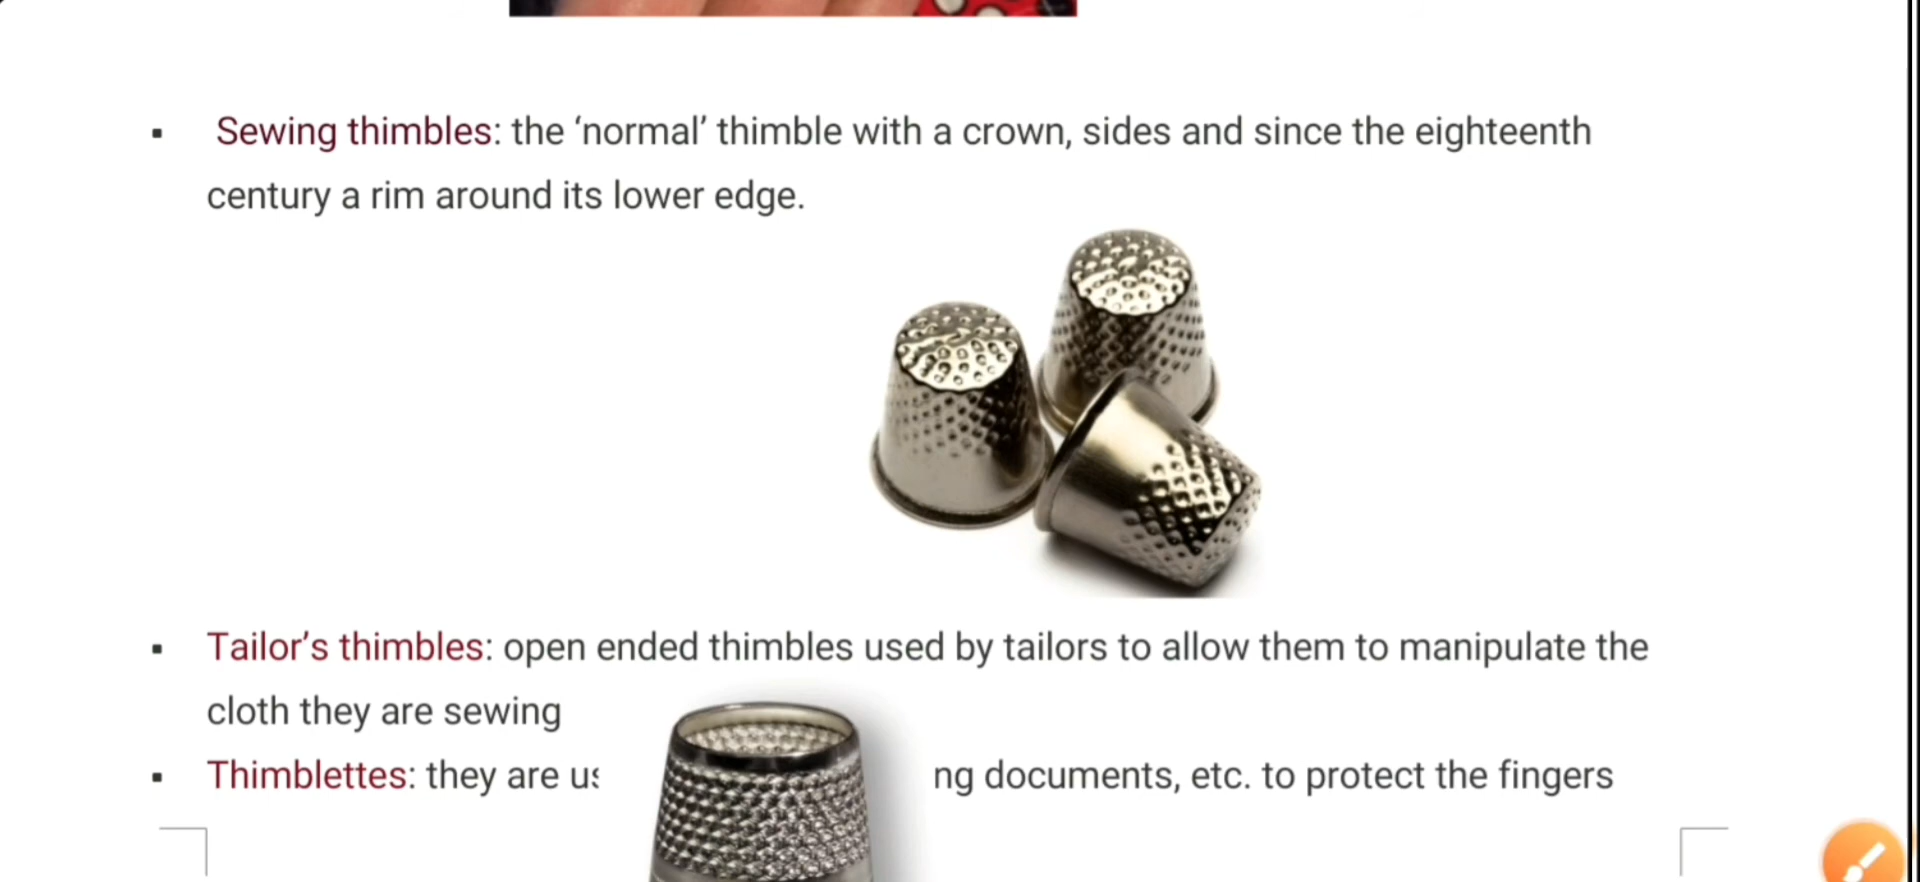 ▪ Sewing thimbles: the ‘normal’ thimble with a crown, sides and since the eighteenth
century a rim around its lower edge.
▪ Tailor’s thimbles: open ended thimbles used by tailors to allow them to manipulate the
cloth they are sewing
▪ Thimblettes: they are ng documents, etc. to protect the fingers